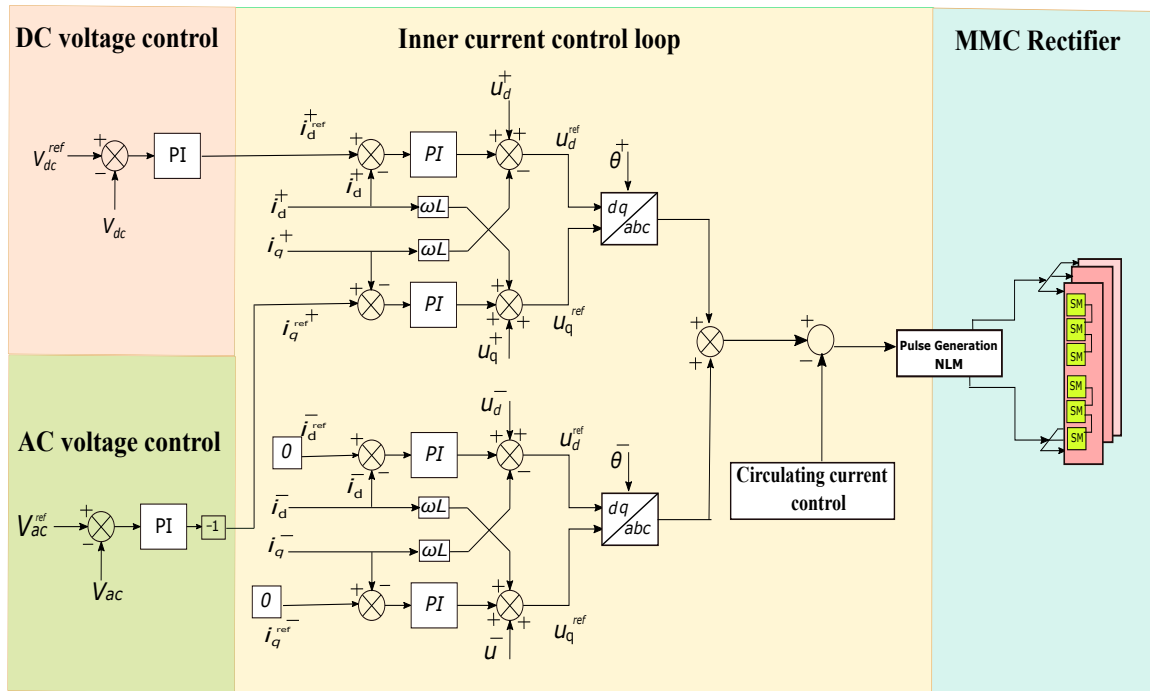 DC voltage control
Inner current control loop
MMC Rectifier
V_dc^ref
+
−
V_dc
PI
i_d^ref +
+
−
i_d^+
PI
u_d^+
+
+
−
u_d^ref
θ^+
dq
abc
i_d^+
ωL
i_q^+
ωL
+
−
PI
i_q^ref +
+
+
+
u_q^+
u_q^ref
AC voltage control
V_ac^ref
+
−
V_ac
PI
-1
0
i_d^ref −
+
−
i_d^−
PI
u_d^−
+
+
−
u_d^ref
θ^−
dq
abc
i_d^−
ωL
i_q^−
ωL
0
i_q^ref −
+
−
PI
+
+
+
u^−
u_q^ref
+
+
+
−
Circulating current
control
Pulse Generation
NLM
SM
SM
SM
SM
SM
SM